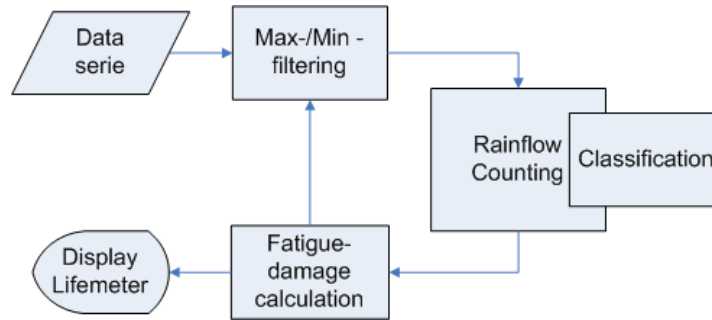 Data
serie
Max-/Min -
filtering
Rainflow
Counting
Classification
Fatigue-
damage
calculation
Display
Lifemeter